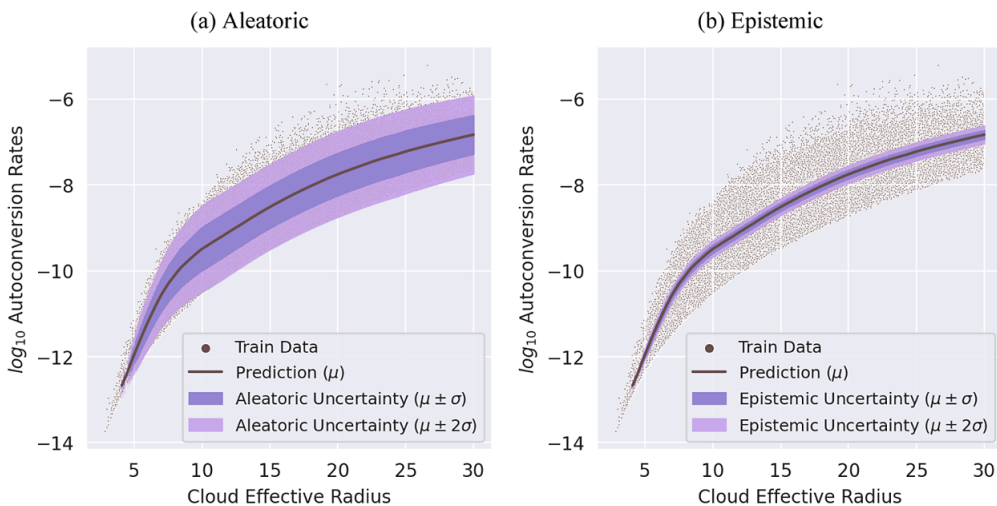 (a) Aleatoric
−6
−8
−10
−12
−14
log₁₀ Autoconversion Rates
Train Data
Prediction (μ)
Aleatoric Uncertainty (μ ± σ)
Aleatoric Uncertainty (μ ± 2σ)
5 10 15 20 25 30
Cloud Effective Radius
(b) Epistemic
−6
−8
−10
−12
−14
log₁₀ Autoconversion Rates
Train Data
Prediction (μ)
Epistemic Uncertainty (μ ± σ)
Epistemic Uncertainty (μ ± 2σ)
5 10 15 20 25 30
Cloud Effective Radius